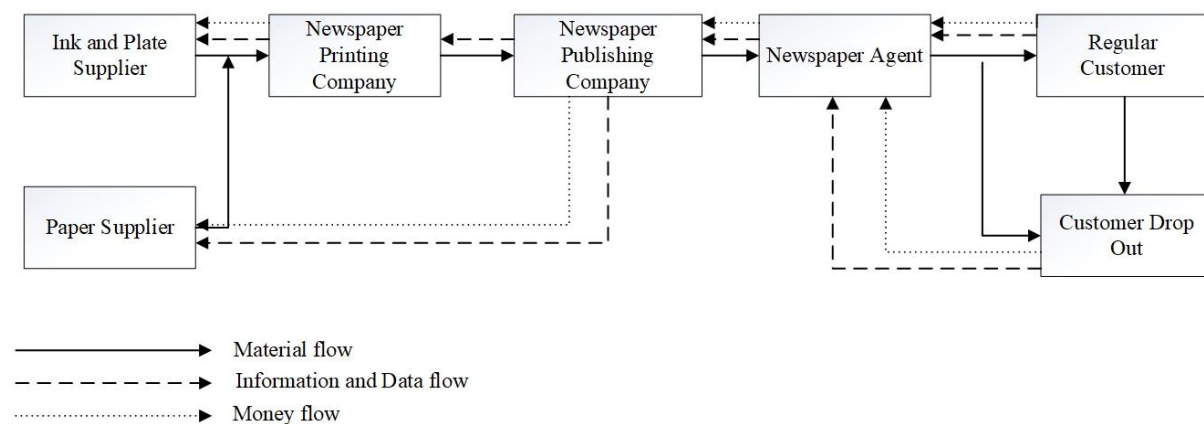 Ink and Plate
Supplier
Newspaper
Printing
Company
Newspaper
Publishing
Company
Newspaper Agent
Regular
Customer
Paper Supplier
Customer Drop
Out
Material flow
Information and Data flow
Money flow